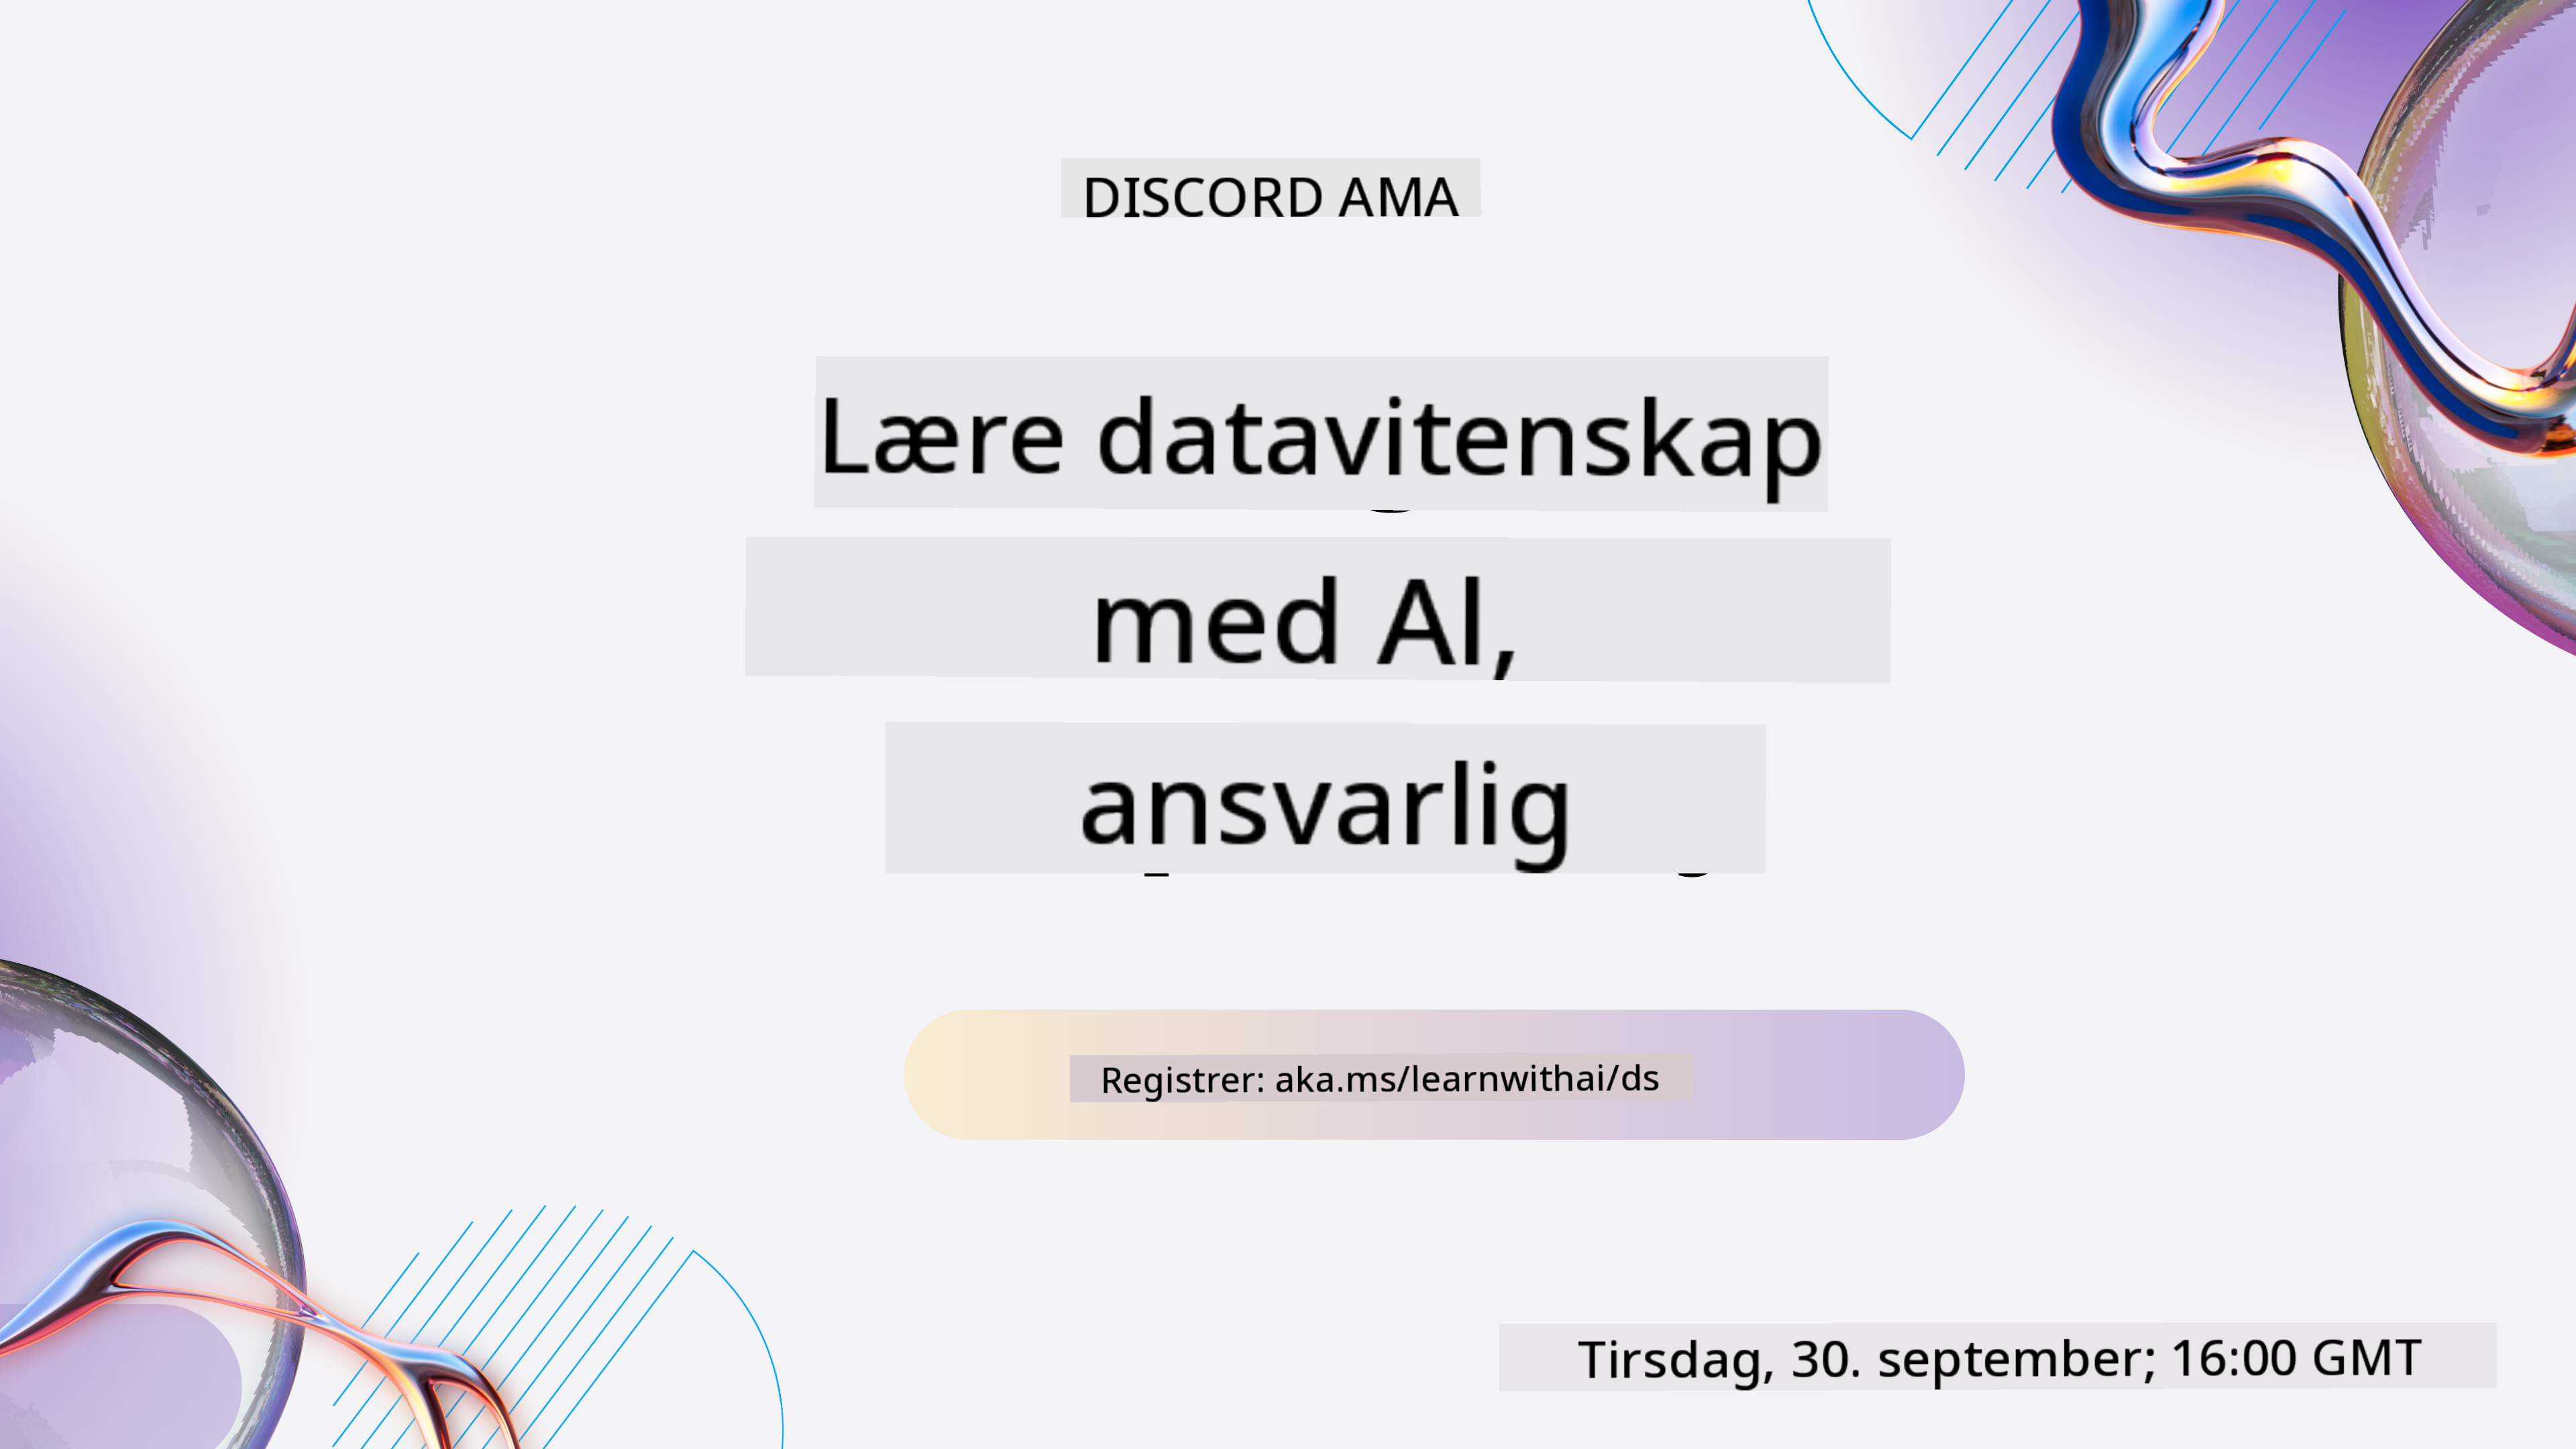 DISCORD AMA
Lære datavitenskap
med AI,
ansvarlig
Registrer: aka.ms/learnwithai/ds
Tirsdag, 30. september; 16:00 GMT